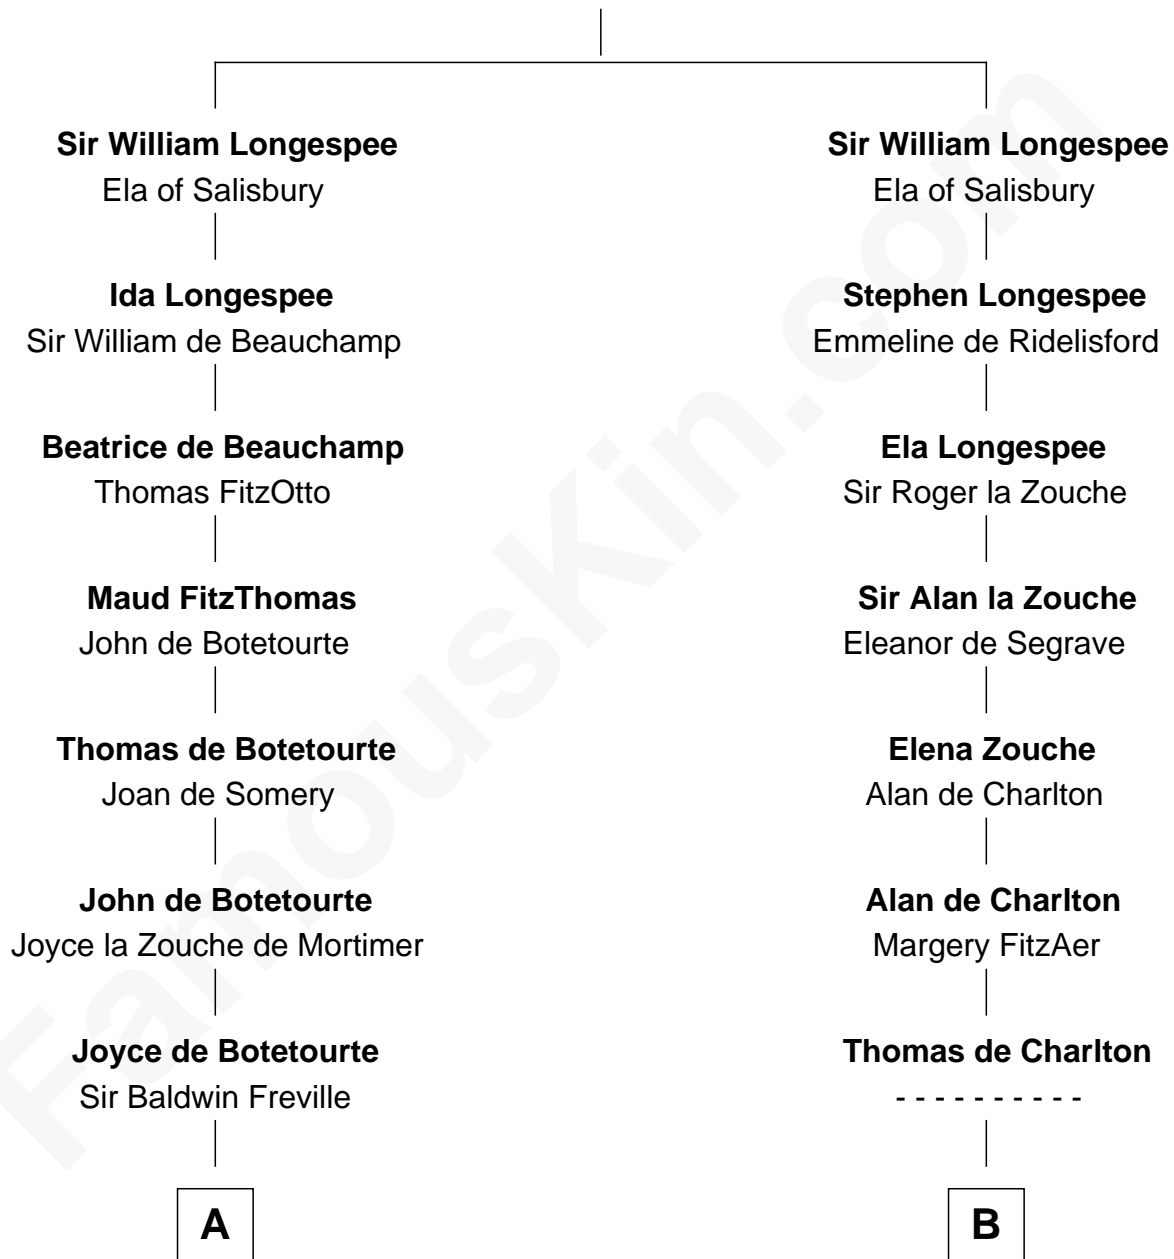 Sir William Longespee
Ela of Salisbury
Ida Longespee
Sir William de Beauchamp
Beatrice de Beauchamp
Thomas FitzOtto
Maud FitzThomas
John de Botetourte
Thomas de Botetourte
Joan de Somery
John de Botetourte
Joyce la Zouche de Mortimer
Joyce de Botetourte
Sir Baldwin Freville
A
Sir William Longespee
Ela of Salisbury
Stephen Longespee
Emmeline de Ridelisford
Ela Longespee
Sir Roger la Zouche
Sir Alan la Zouche
Eleanor de Segrave
Elena Zouche
Alan de Charlton
Alan de Charlton
Margery FitzAer
Thomas de Charlton
- - - - - - - - - -
B
FamousKin.com